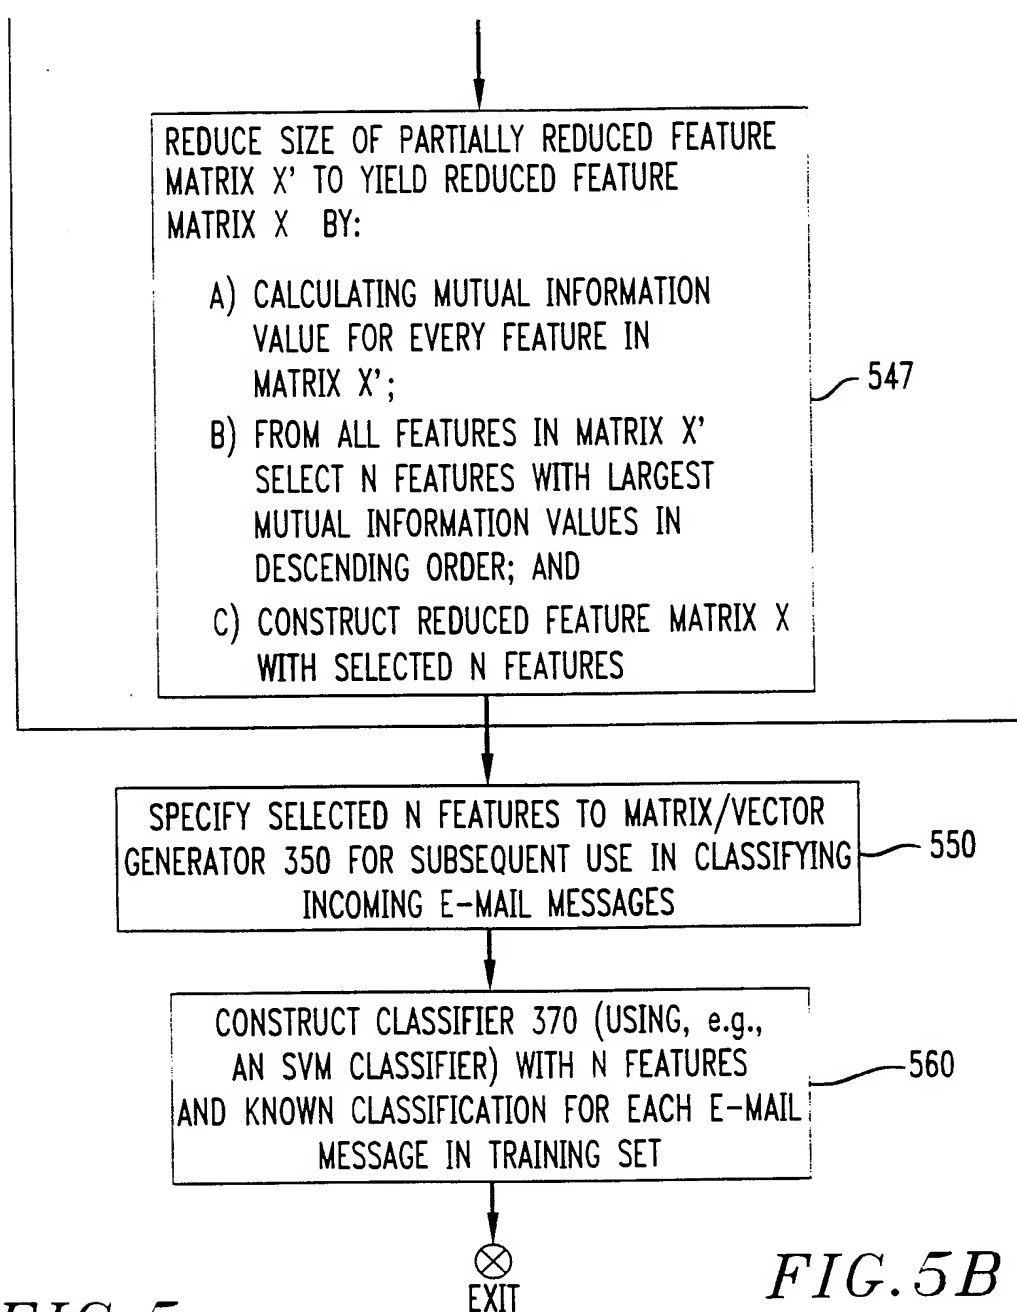 REDUCE SIZE OF PARTIALLY REDUCED FEATURE
MATRIX X' TO YIELD REDUCED FEATURE
MATRIX X BY:
A) CALCULATING MUTUAL INFORMATION
VALUE FOR EVERY FEATURE IN
MATRIX X';
547
B) FROM ALL FEATURES IN MATRIX X'
SELECT N FEATURES WITH LARGEST
MUTUAL INFORMATION VALUES IN
DESCENDING ORDER; AND
C) CONSTRUCT REDUCED FEATURE MATRIX X
WITH SELECTED N FEATURES
SPECIFY SELECTED N FEATURES TO MATRIX/VECTOR
GENERATOR 350 FOR SUBSEQUENT USE IN CLASSIFYING
INCOMING E-MAIL MESSAGES
550
CONSTRUCT CLASSIFIER 370 (USING, e.g.,
AN SVM CLASSIFIER) WITH N FEATURES
AND KNOWN CLASSIFICATION FOR EACH E-MAIL
MESSAGE IN TRAINING SET
560
EXIT
FIG.5B
FIG.5